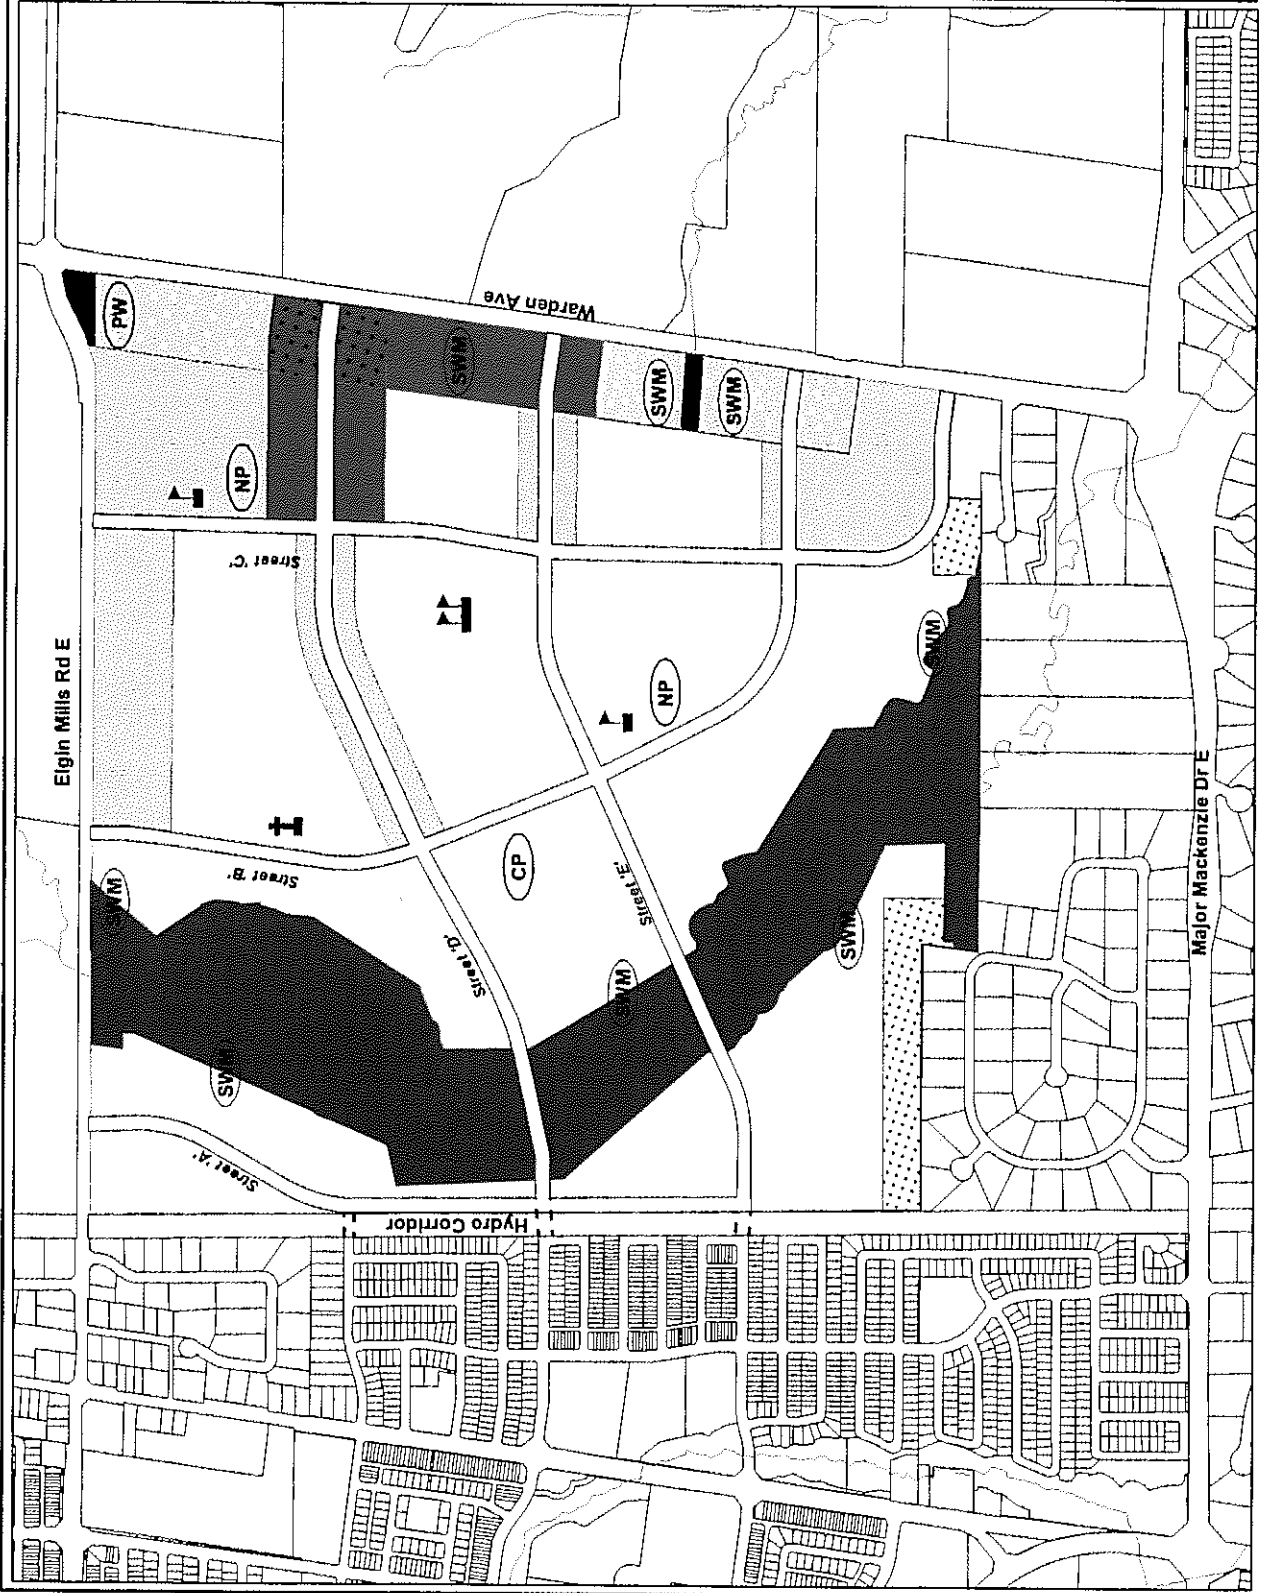 Elgin Mills Rd E
Warden Ave
PW
NP
SWM
SWM
SWM
Street 'C'
NP
SWM
Street 'B'
CP
Street 'E'
SWM
Street 'D'
SWM
SWM
SWM
Street 'A'
Hydro Corridor
Major Mackenzie Dr E